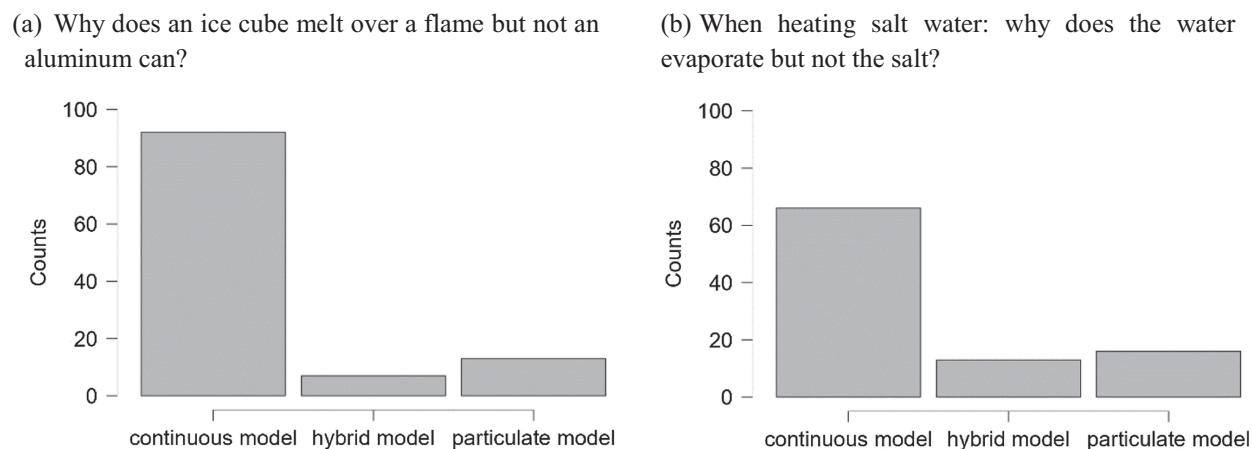 (a) Why does an ice cube melt over a flame but not an
aluminum can?
100
80
60
40
20
0
Counts
continuous model hybrid model particulate model
(b) When heating salt water: why does the water
evaporate but not the salt?
100
80
60
40
20
0
Counts
continuous model hybrid model particulate model